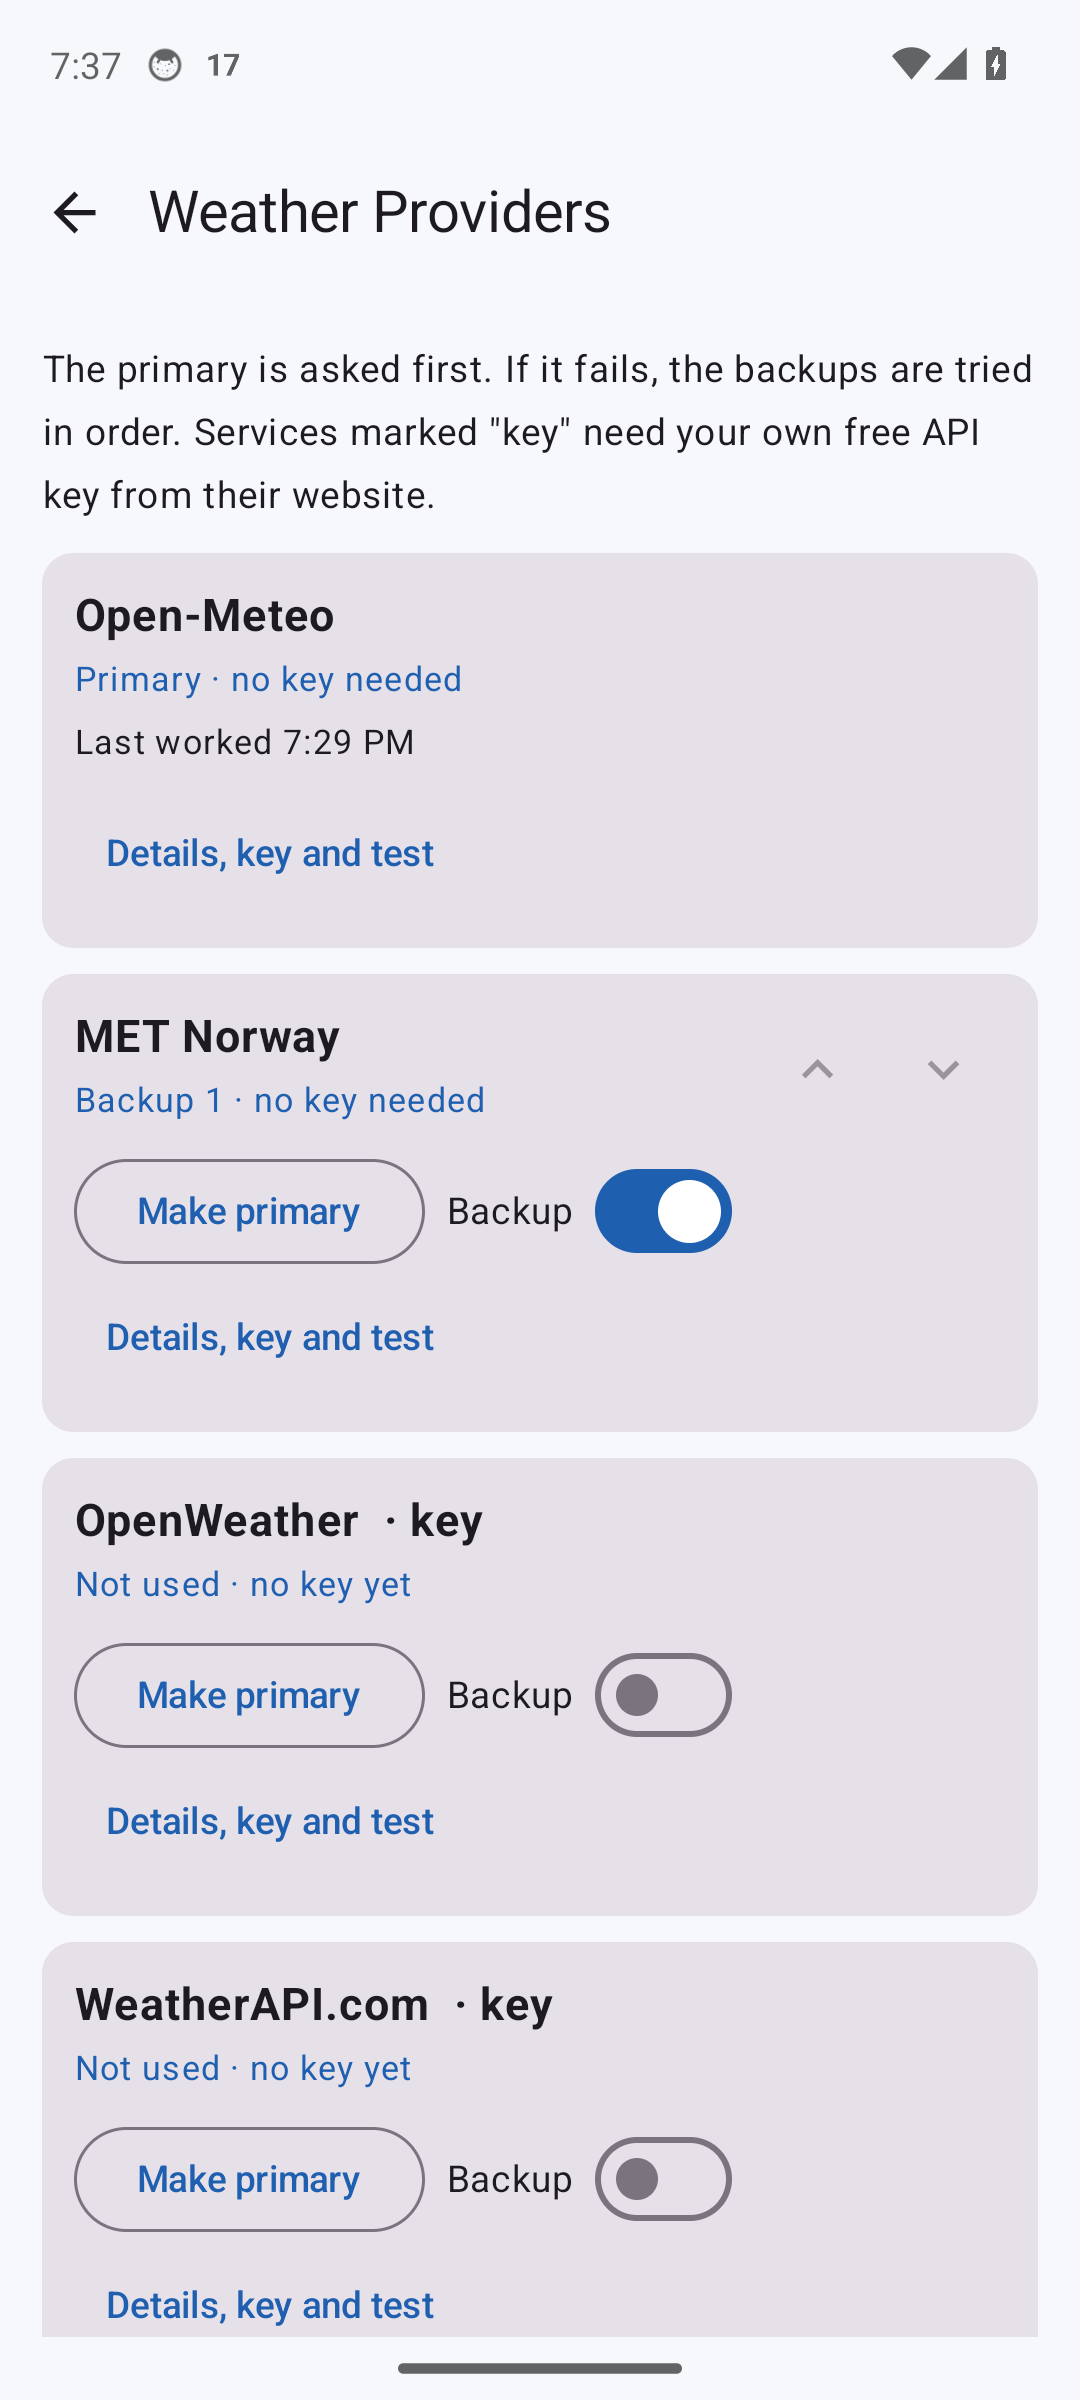 7:37 17
Weather Providers
The primary is asked first. If it fails, the backups are tried
in order. Services marked "key" need your own free API
key from their website.
Open-Meteo
Primary · no key needed
Last worked 7:29 PM
Details, key and test
MET Norway
Backup 1 · no key needed
Make primary Backup
Details, key and test
OpenWeather · key
Not used · no key yet
Make primary Backup
Details, key and test
WeatherAPI.com · key
Not used · no key yet
Make primary Backup
Details, key and test